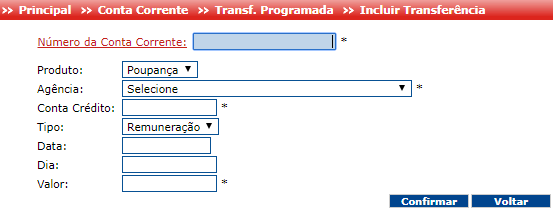 >> Principal >> Conta Corrente >> Transf. Programada >> Incluir Transferência
Número da Conta Corrente: *
Produto: Poupança
Agência: Selecione *
Conta Crédito: *
Tipo: Remuneração
Data:
Dia:
Valor: *
Confirmar Voltar